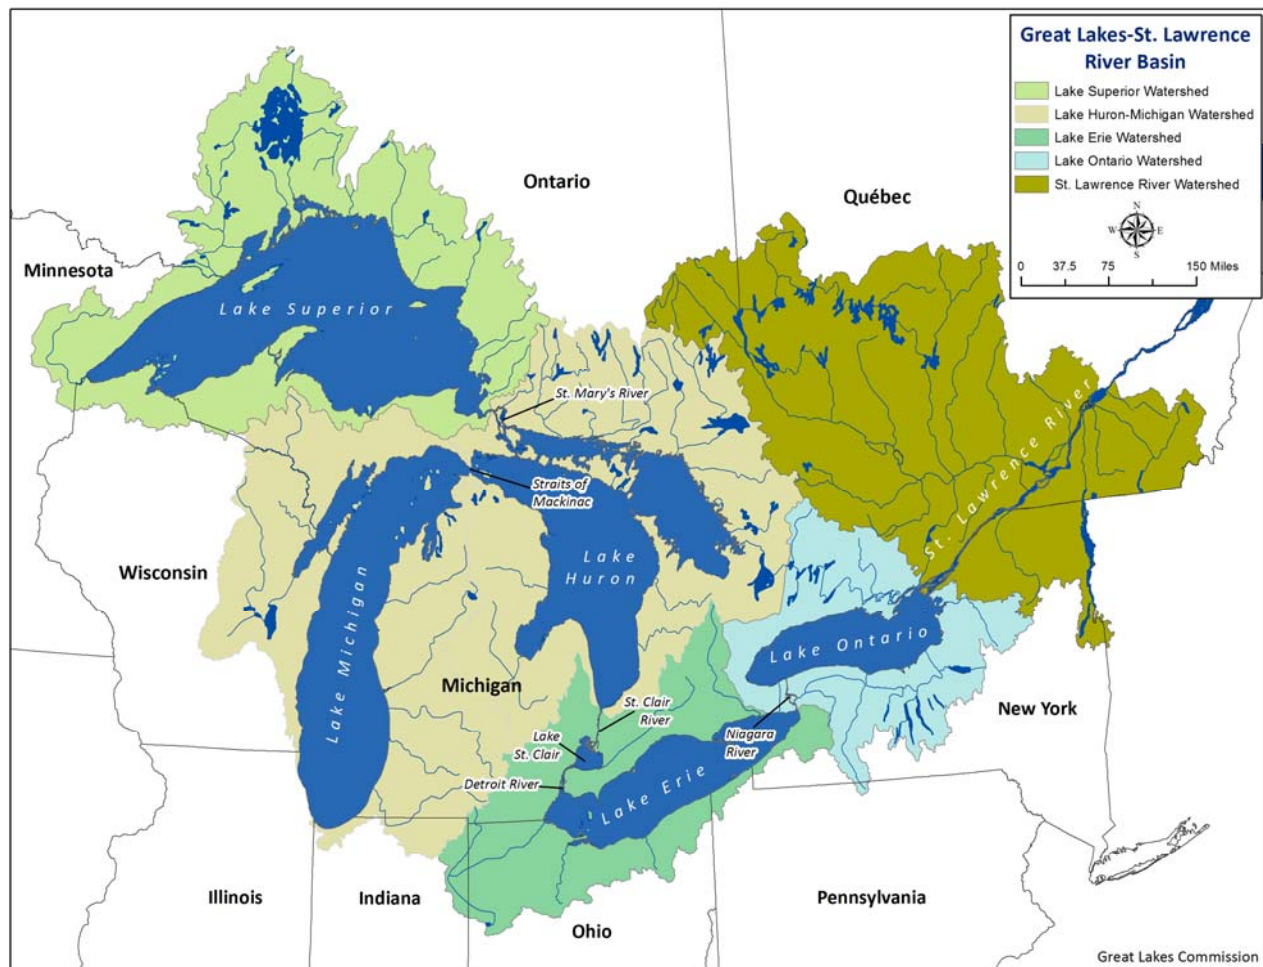 Great Lakes-St. Lawrence
River Basin
Lake Superior Watershed
Lake Huron-Michigan Watershed
Lake Erie Watershed
Lake Ontario Watershed
St. Lawrence River Watershed
N
W E
S
0 37.5 75 150 Miles
Ontario
Québec
Minnesota
Lake Superior
St. Mary's River
Straits of
Mackinac
St. Lawrence River
Wisconsin
Lake
Huron
Lake Michigan
Lake Ontario
Michigan
St. Clair
River
New York
Niagara
River
Lake
St. Clair
Detroit River
Lake Erie
Illinois
Indiana
Ohio
Pennsylvania
Great Lakes Commission